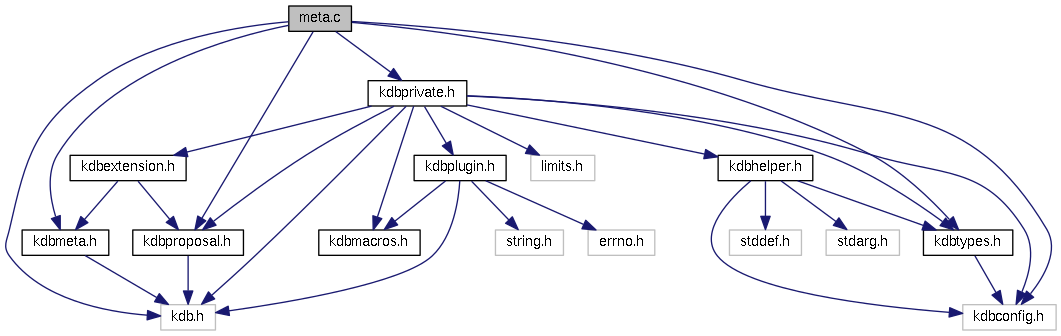 meta.c
kdbprivate.h
kdbextension.h
kdbplugin.h
limits.h
kdbhelper.h
kdbmeta.h
kdbproposal.h
kdbmacros.h
string.h
errno.h
stddef.h
stdarg.h
kdbtypes.h
kdb.h
kdbconfig.h